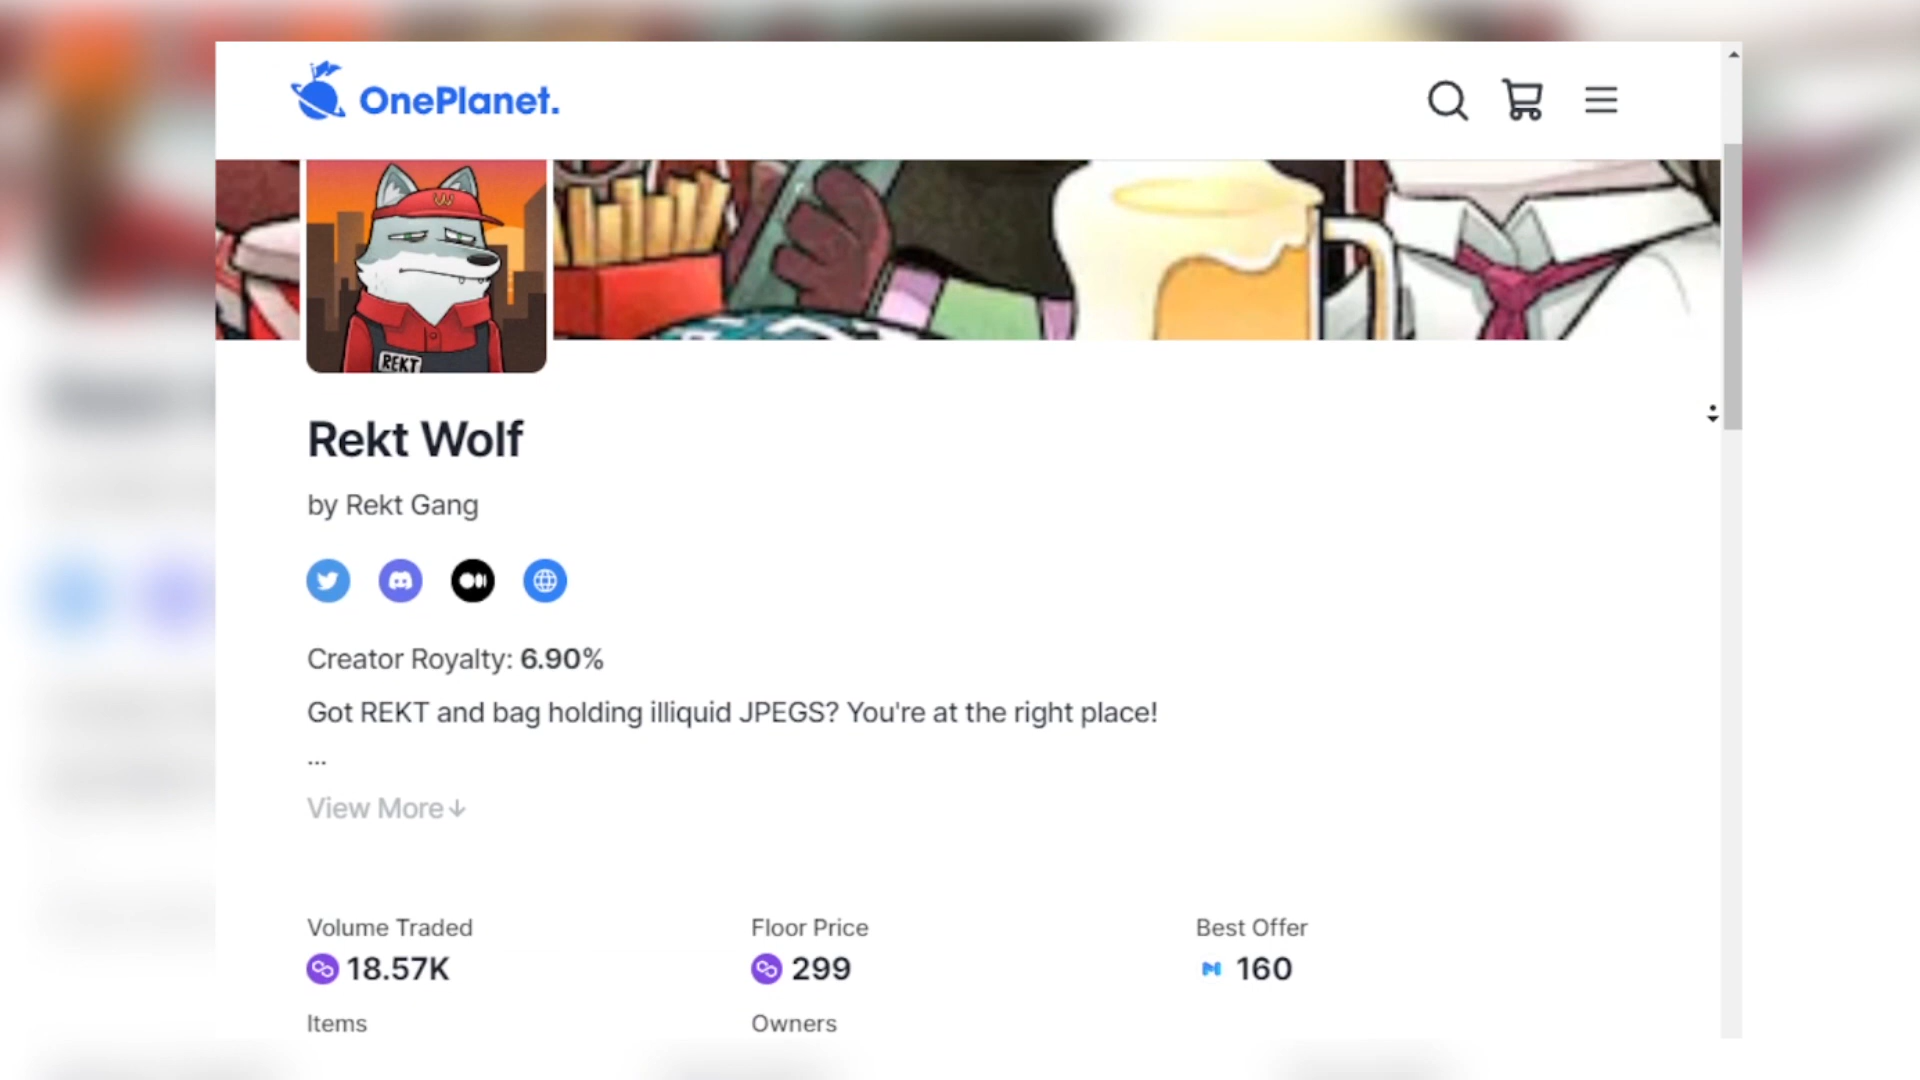 OnePlanet.
W
REKT
Rekt Wolf
by Rekt Gang
Creator Royalty: 6.90%
Got REKT and bag holding illiquid JPEGS? You're at the right place!
...
View More↓
Volume Traded Floor Price Best Offer
18.57K 299 160
Items Owners